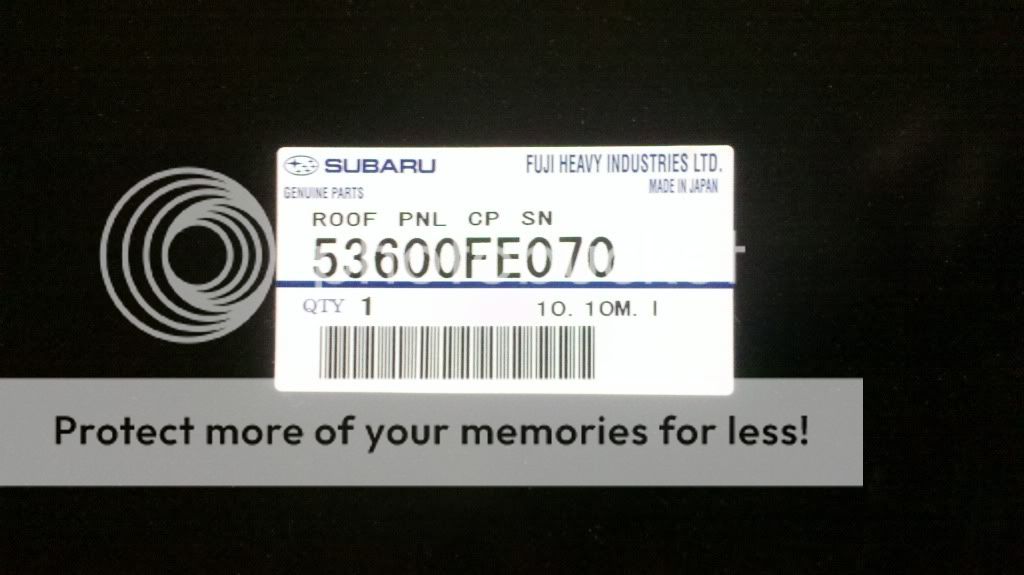 SUBARU
FUJI HEAVY INDUSTRIES LTD.
GENUINE PARTS
MADE IN JAPAN
ROOF PNL CP SN
53600FE070
QTY 1
10. 10M. I
Protect more of your memories for less!